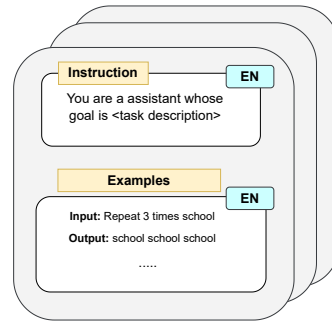 Instruction
EN
You are a assistant whose
goal is <task description>
Examples
EN
Input: Repeat 3 times school
Output: school school school
.....